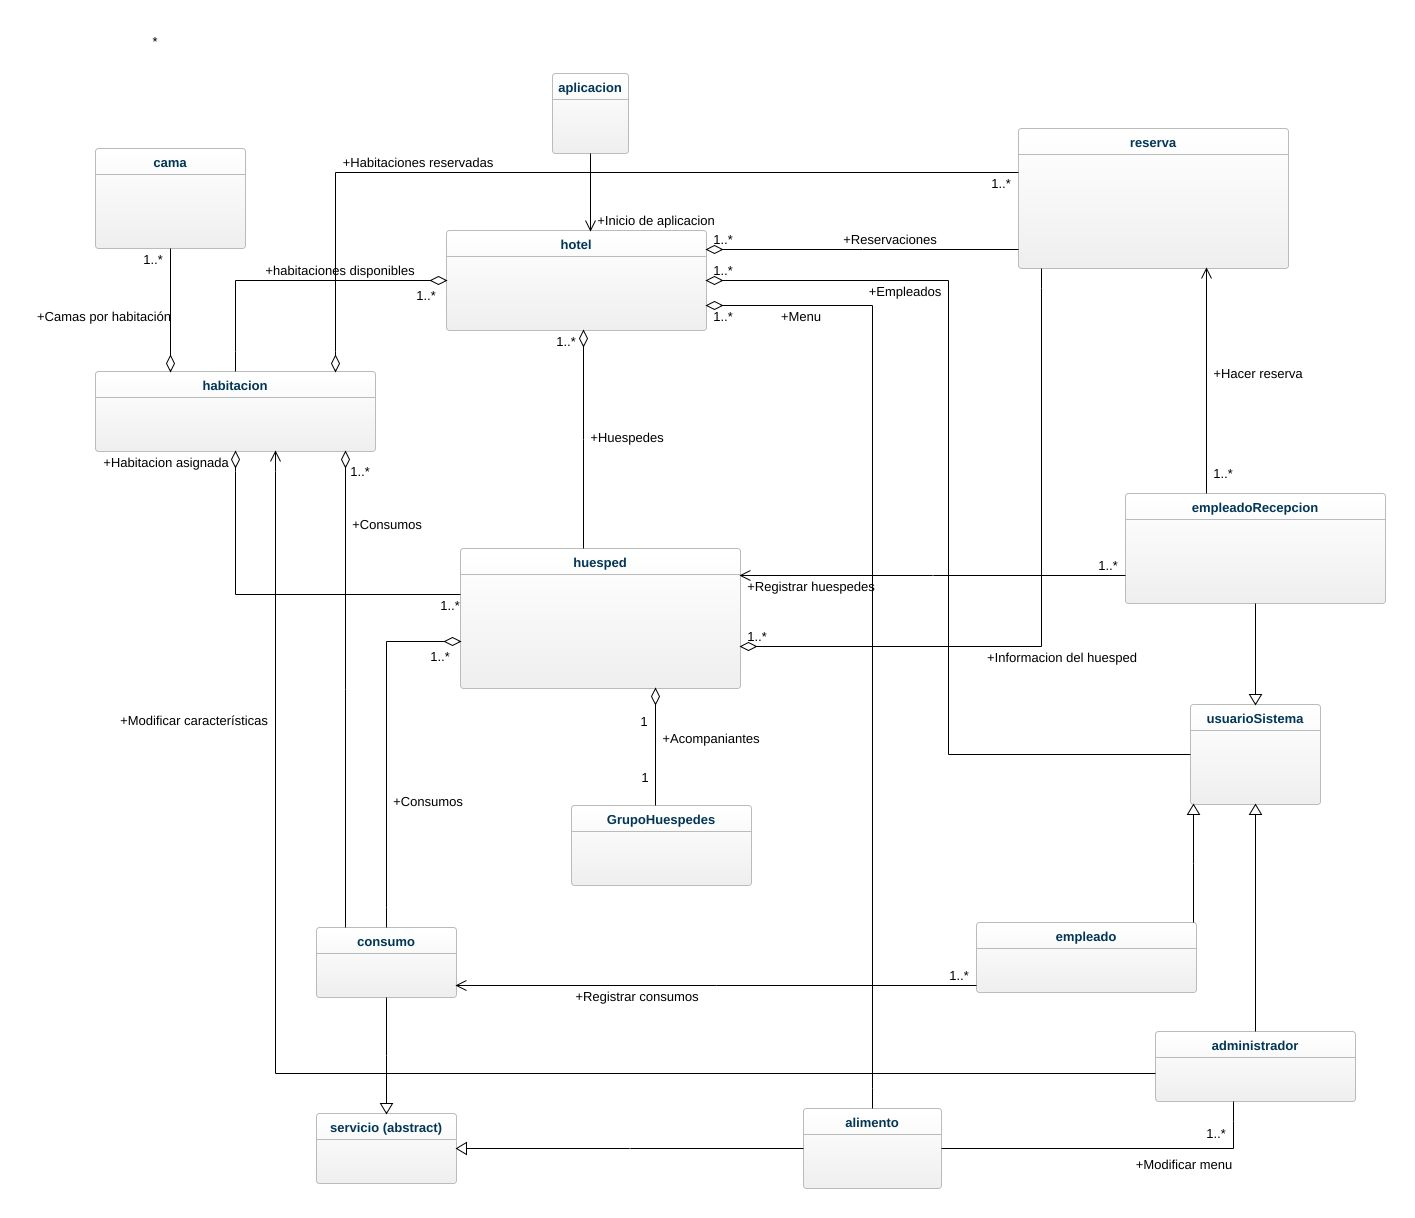 *
aplicacion
reserva
cama
+Habitaciones reservadas
1..*
+Inicio de aplicacion
hotel
1..*
+Reservaciones
1..*
+habitaciones disponibles
1..*
+Empleados
1..*
+Camas por habitación
1..*
+Menu
1..*
+Hacer reserva
habitacion
+Huespedes
+Habitacion asignada
1..*
1..*
empleadoRecepcion
+Consumos
huesped
1..*
+Registrar huespedes
1..*
1..*
1..*
+Informacion del huesped
usuarioSistema
+Modificar características
1
+Acompaniantes
1
+Consumos
GrupoHuespedes
consumo
empleado
1..*
+Registrar consumos
administrador
servicio (abstract)
alimento
1..*
+Modificar menu